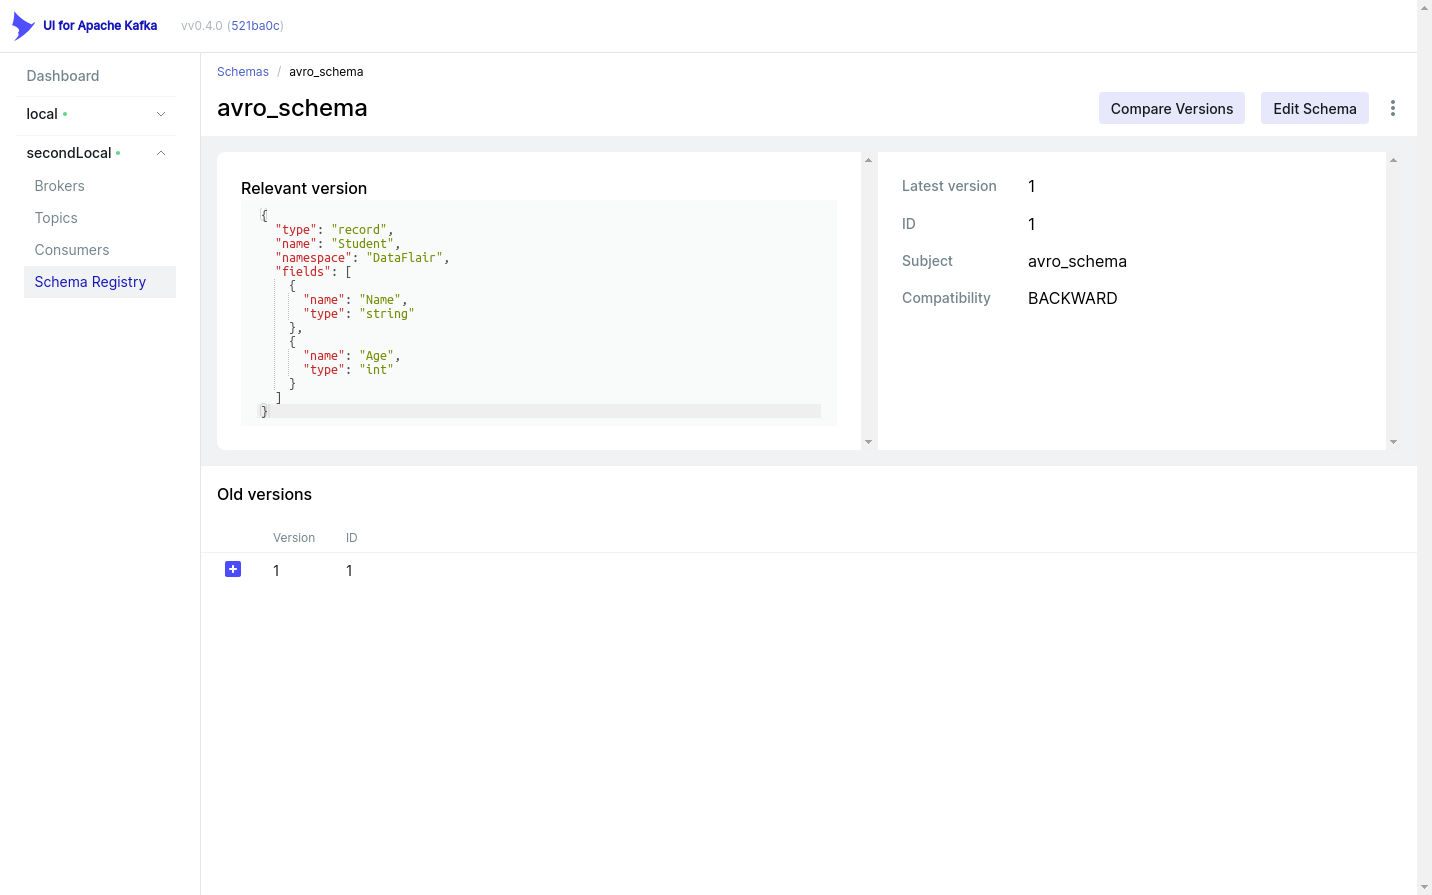 UI for Apache Kafka
vv0.4.0 (521ba0c)
Dashboard
local
secondLocal
Brokers
Topics
Consumers
Schema Registry
Schemas / avro_schema
avro_schema
Compare Versions
Edit Schema
Relevant version
{
  "type": "record",
  "name": "Student",
  "namespace": "DataFlair",
  "fields": [
    {
      "name": "Name",
      "type": "string"
    },
    {
      "name": "Age",
      "type": "int"
    }
  ]
}
Latest version 1
ID 1
Subject avro_schema
Compatibility BACKWARD
Old versions
Version ID
1 1